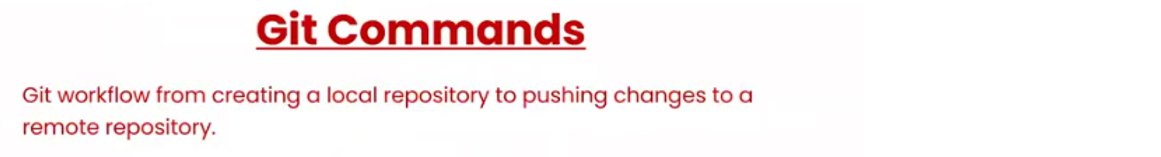 Git Commands
Git workflow from creating a local repository to pushing changes to a
remote repository.